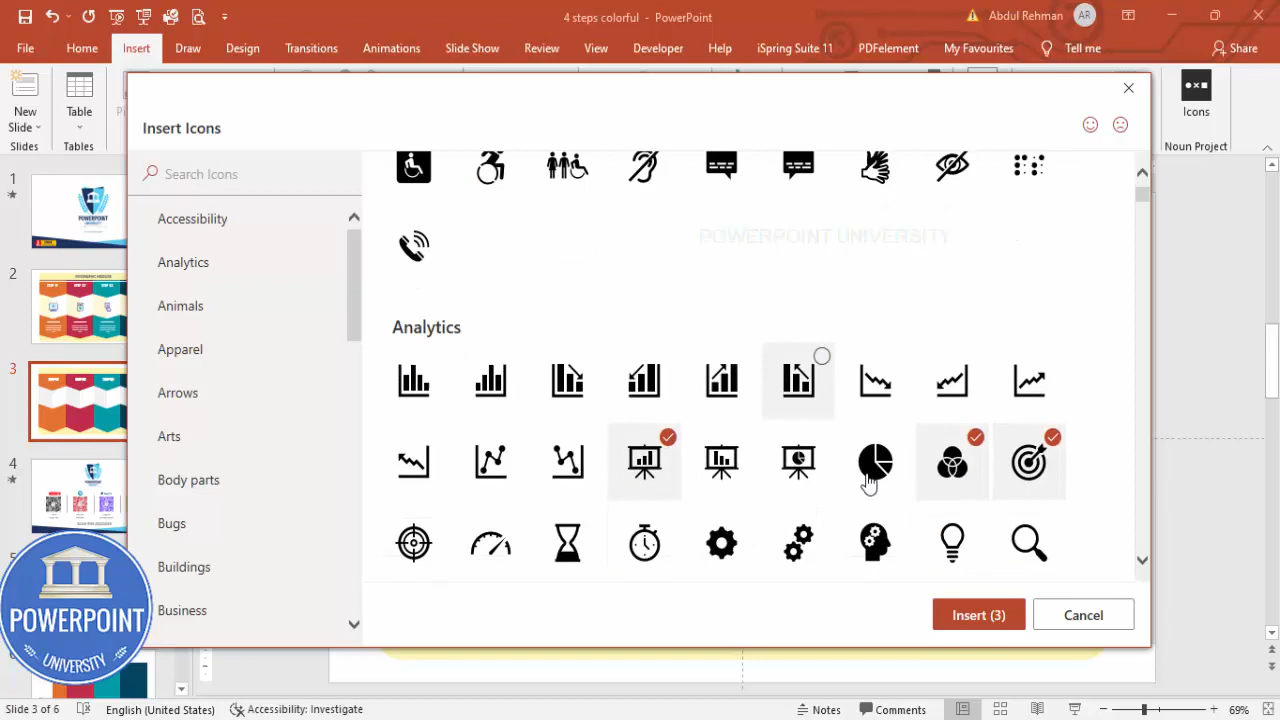 4 steps colorful - PowerPoint
Abdul Rehman
AR
File Home Insert Draw Design Transitions Animations Slide Show Review View Developer Help iSpring Suite 11 PDFelement My Favourites Tell me Share
New Slide
Table
Icons
Slides
Tables
Noun Project
Insert Icons
Search Icons
Accessibility
Analytics
Animals
Apparel
Arrows
Arts
Body parts
Bugs
Buildings
Business
POWERPOINT UNIVERSITY
Analytics
Insert (3)
Cancel
2
3
4
POWERPOINT
UNIVERSITY
Slide 3 of 6
English (United States)
Accessibility: Investigate
Notes
Comments
69%